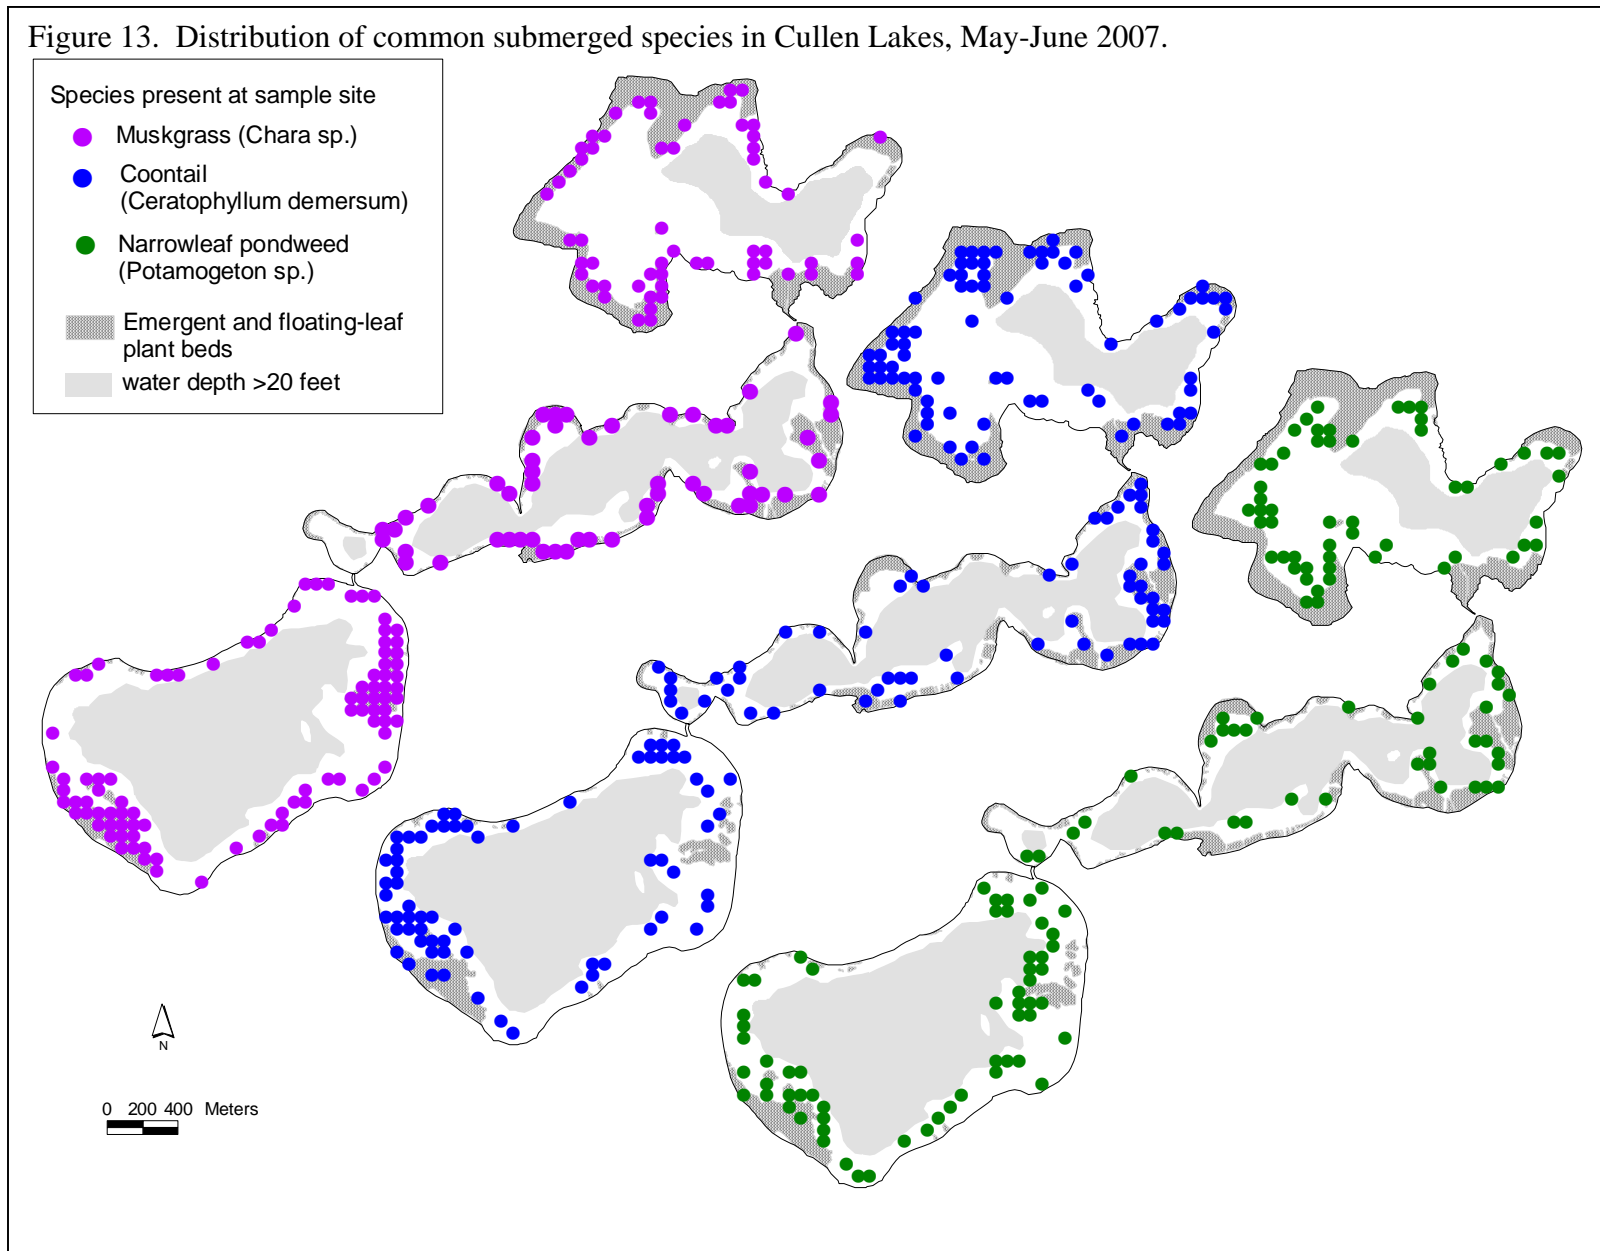 Figure 13. Distribution of common submerged species in Cullen Lakes, May-June 2007.
Species present at sample site
Muskgrass (Chara sp.)
Coontail
(Ceratophyllum demersum)
Narrowleaf pondweed
(Potamogeton sp.)
Emergent and floating-leaf
plant beds
water depth >20 feet
N
0 200 400 Meters